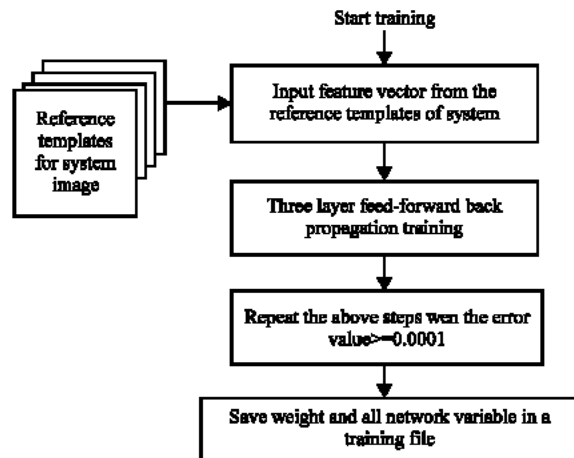 Start training
Reference
templates
for system
image
Input feature vector from the
reference templates of system
Three layer feed-forward back
propagation training
Repeat the above steps wen the error
value>=0.0001
Save weight and all network variable in a
training file